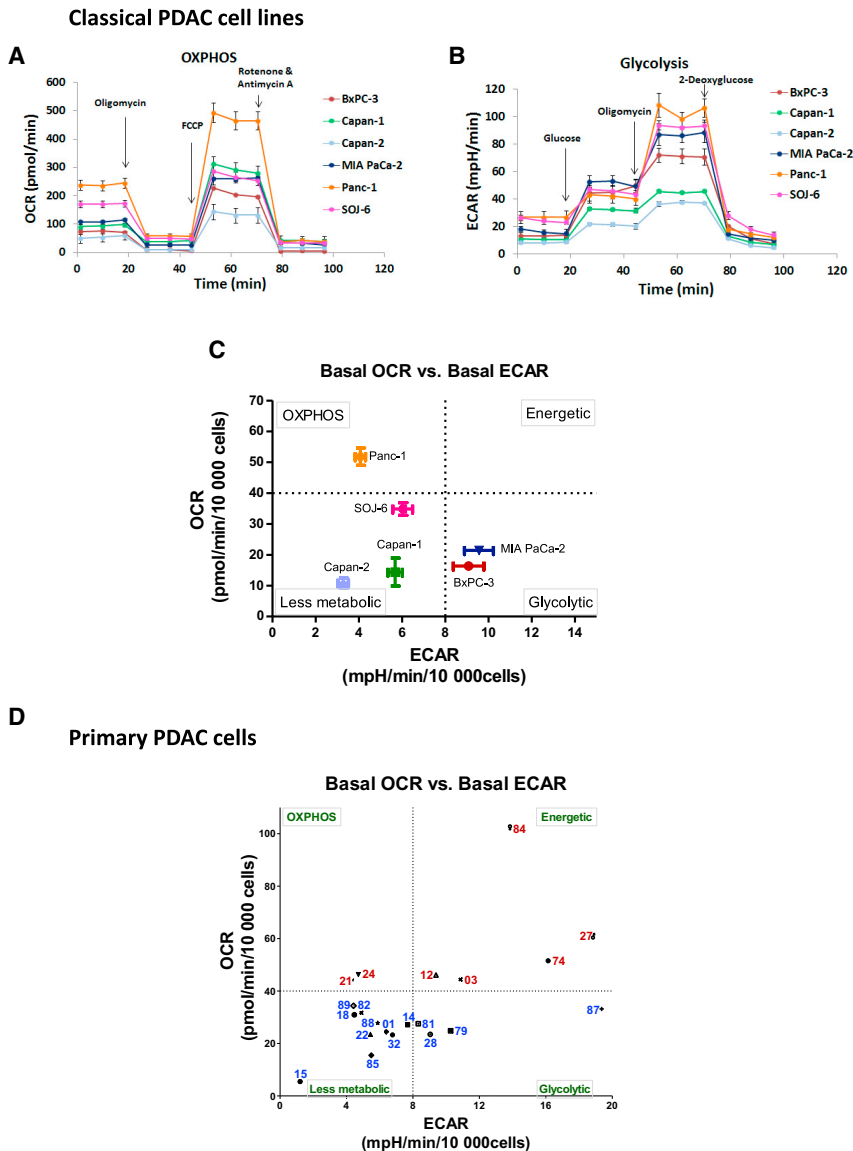 Classical PDAC cell lines
A
OXPHOS
OCR (pmol/min)
600
500
400
300
200
100
0
0 20 40 60 80 100 120
Time (min)
Oligomycin
FCCP
Rotenone &
Antimycin A
BxPC-3
Capan-1
Capan-2
MIA PaCa-2
Panc-1
SOJ-6
B
Glycolysis
ECAR (mpH/min)
120
100
80
60
40
20
0
0 20 40 60 80 100 120
Time (min)
Glucose
Oligomycin
2-Deoxyglucose
BxPC-3
Capan-1
Capan-2
MIA PaCa-2
Panc-1
SOJ-6
C
Basal OCR vs. Basal ECAR
OCR
(pmol/min/10 000 cells)
70
60
50
40
30
20
10
0
OXPHOS
Energetic
Panc-1
SOJ-6
Capan-1
MIA PaCa-2
Capan-2
BxPC-3
Less metabolic
Glycolytic
0 2 4 6 8 10 12 14
ECAR
(mpH/min/10 000cells)
D
Primary PDAC cells
Basal OCR vs. Basal ECAR
OCR
(pmol/min/10 000 cells)
100
80
60
40
20
0
OXPHOS
Energetic
84
27
74
21 24
12 03
89 82
18
87
88 01 14 81 79
22 32 28
85
15
Less metabolic
Glycolytic
0 4 8 12 16 20
ECAR
(mpH/min/10 000cells)